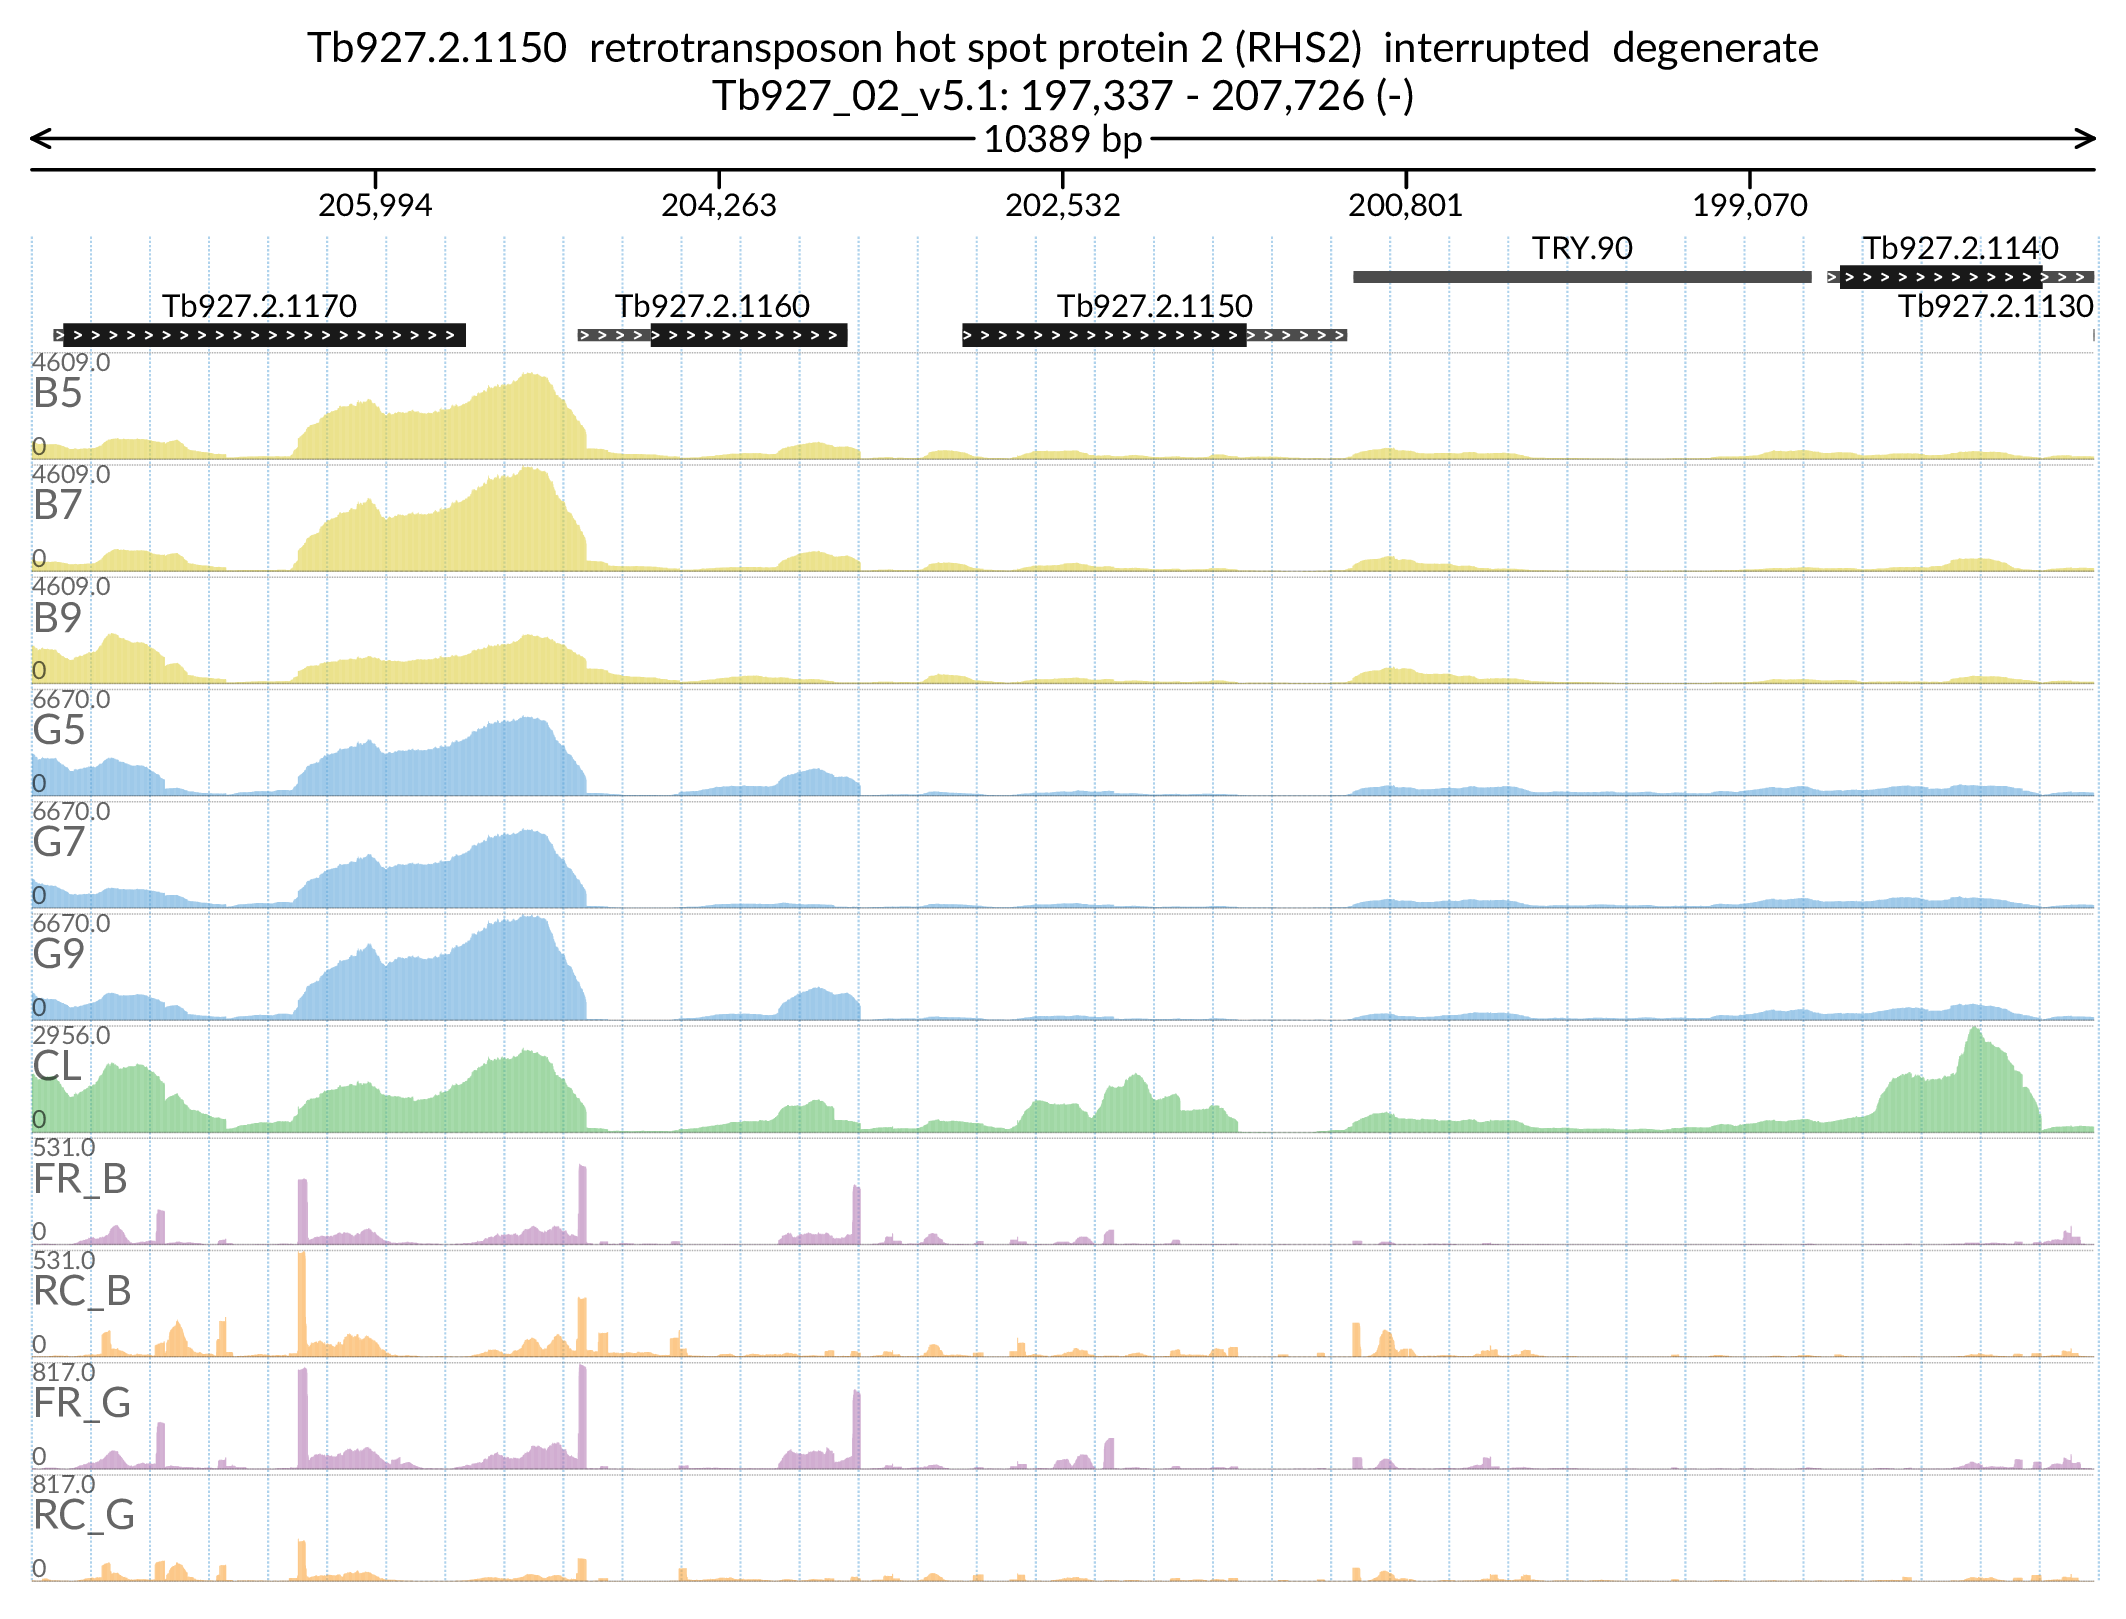 Tb927.2.1150 retrotransposon hot spot protein 2 (RHS2) interrupted degenerate
Tb927_02_v5.1: 197,337 - 207,726 (-)
10389 bp
205,994 204,263 202,532 200,801 199,070
TRY.90 Tb927.2.1140
Tb927.2.1170 Tb927.2.1160 Tb927.2.1150 Tb927.2.1130
4609.0
B5
0
4609.0
B7
0
4609.0
B9
0
6670.0
G5
0
6670.0
G7
0
6670.0
G9
0
2956.0
CL
0
531.0
FR_B
0
531.0
RC_B
0
817.0
FR_G
0
817.0
RC_G
0